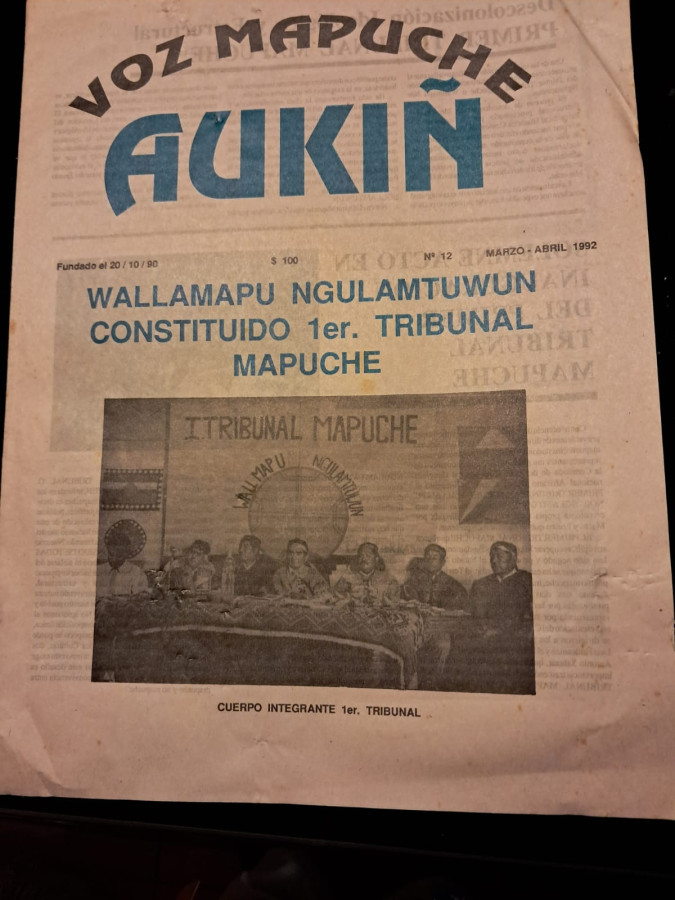 VOZ MAPUCHE
AUKIÑ
Fundado el 20 / 10 / 90 $ 100 Nº 12 MARZO - ABRIL 1992
WALLAMAPU NGULAMTUWUN
CONSTITUIDO 1er. TRIBUNAL
MAPUCHE
I TRIBUNAL MAPUCHE
WALLMAPU NGULAMTUWUN
CUERPO INTEGRANTE 1er. TRIBUNAL